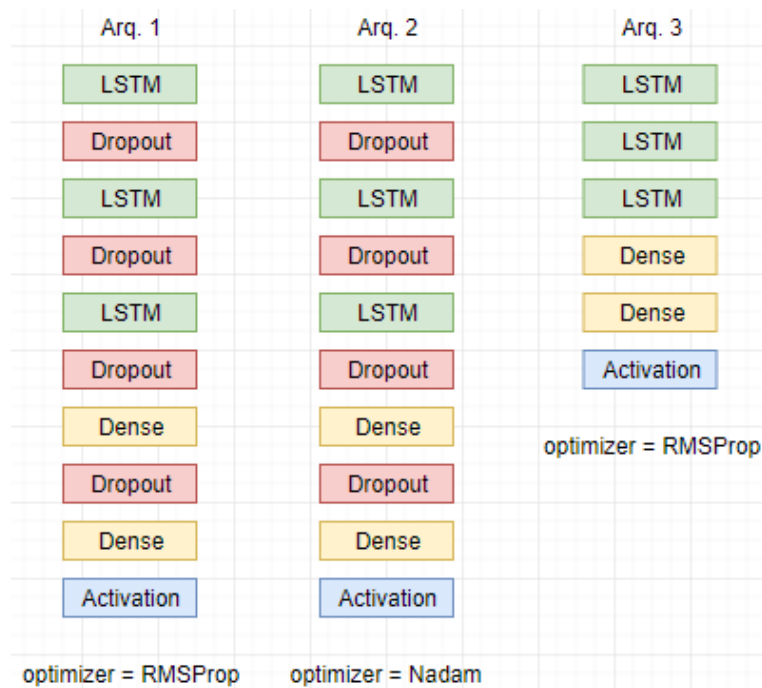 Arq. 1
LSTM
Dropout
LSTM
Dropout
LSTM
Dropout
Dense
Dropout
Dense
Activation
optimizer = RMSProp
Arq. 2
LSTM
Dropout
LSTM
Dropout
LSTM
Dropout
Dense
Dropout
Dense
Activation
optimizer = Nadam
Arq. 3
LSTM
LSTM
LSTM
Dense
Dense
Activation
optimizer = RMSProp